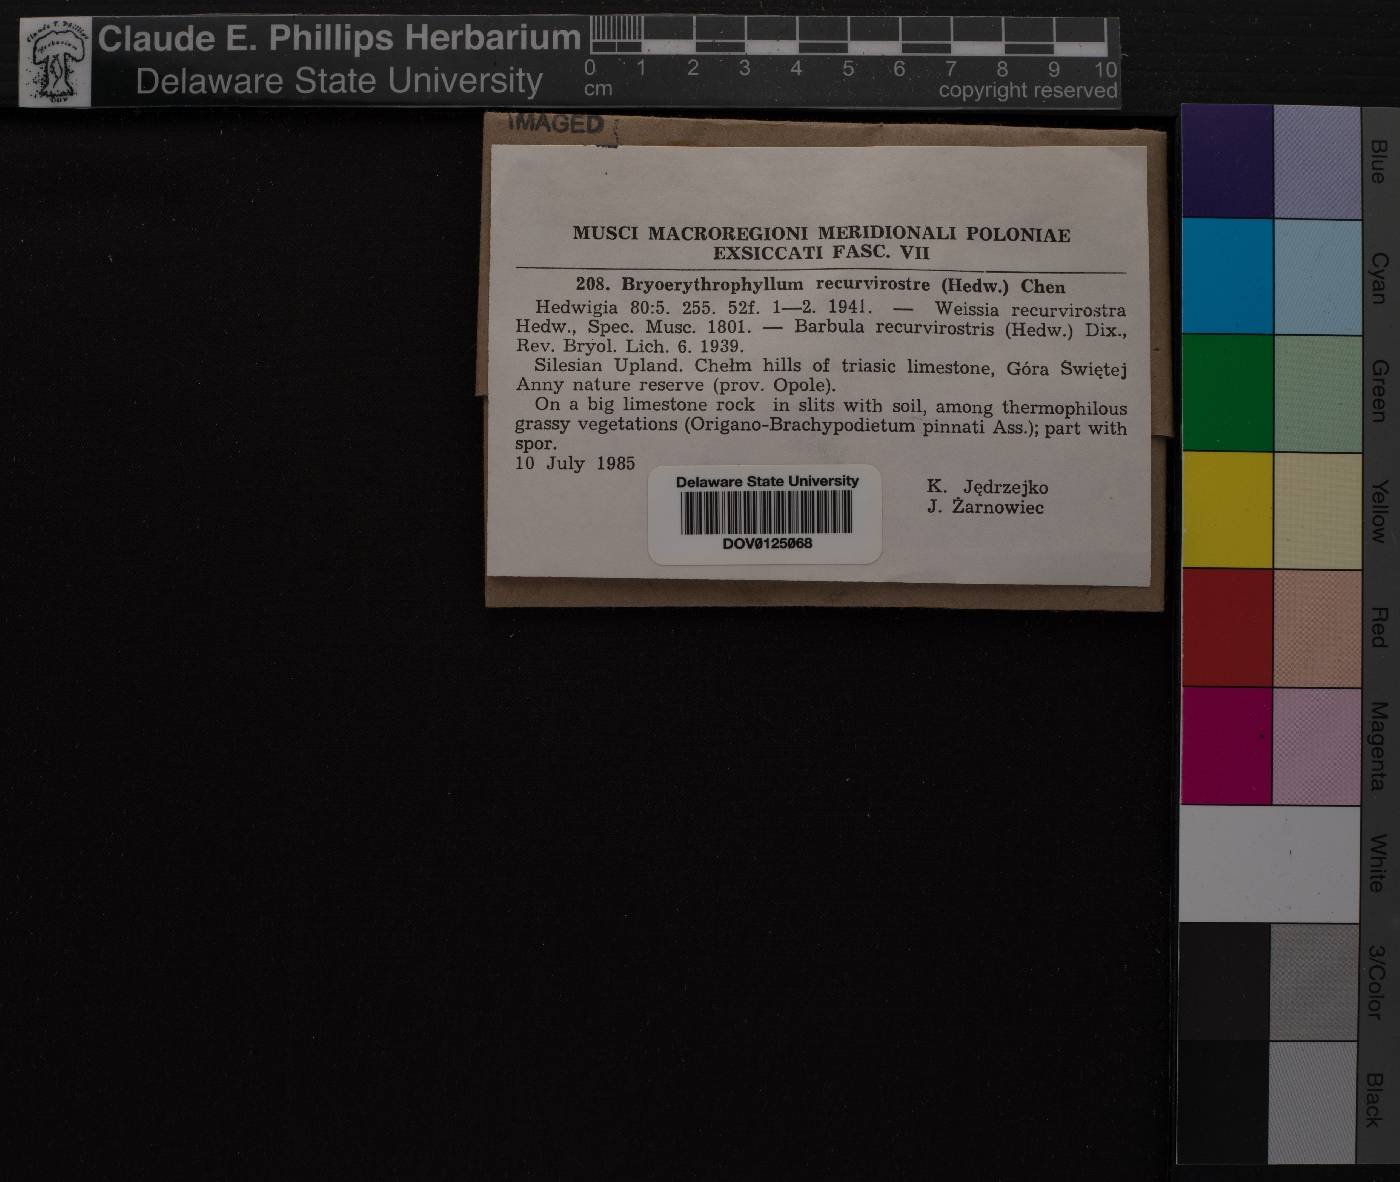 Claude E. Phillips Herbarium
Delaware State University
0 1 2 3 4 5 6 7 8 9 10
cm
copyright reserved
IMAGED
MUSCI MACROREGIONI MERIDIONALI POLONIAE
EXSICCATI FASC. VII
208. Bryoerythrophyllum recurvirostre (Hedw.) Chen
Hedwigia 80:5. 255. 52f. 1—2. 1941. — Weissia recurvirostra
Hedw., Spec. Musc. 1801. — Barbula recurvirostris (Hedw.) Dix.,
Rev. Bryol. Lich. 6. 1939.
Silesian Upland. Chełm hills of triasic limestone, Góra Świętej
Anny nature reserve (prov. Opole).
On a big limestone rock in slits with soil, among thermophilous
grassy vegetations (Origano-Brachypodietum pinnati Ass.); part with
spor.
10 July 1985
K. Jędrzejko
J. Żarnowiec
Delaware State University
DOV0125068
Blue
Cyan
Green
Yellow
Red
Magenta
White
3/Color
Black